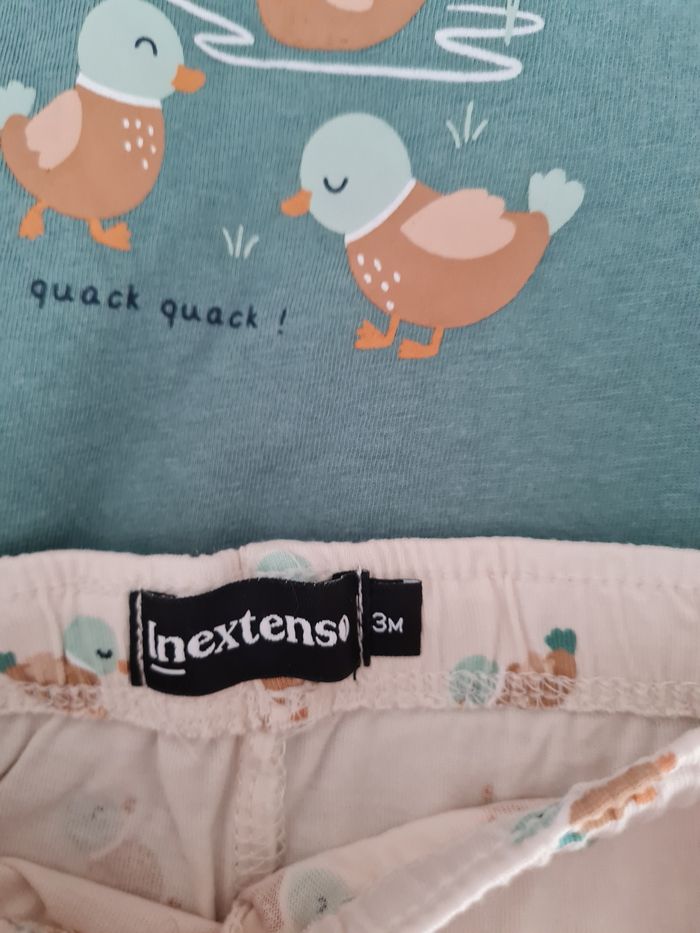 quack quack !
Inextenso
3M